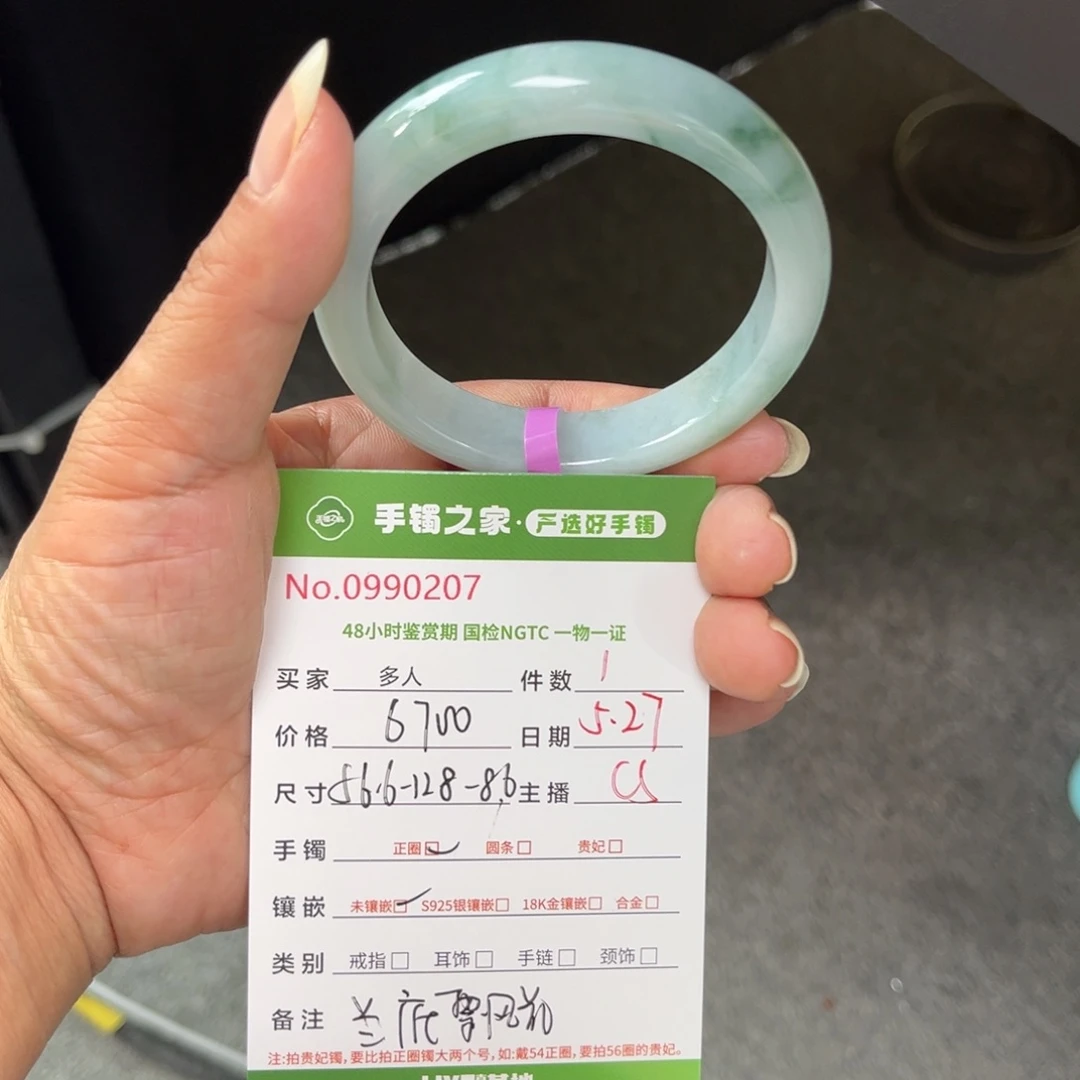 手镯之家·严选好手镯
No.0990207
48小时鉴赏期 国检NGTC 一物一证
买家 多人 件数 1
价格 6700 日期 5.27
尺寸 56.6-128-8.6 主播
手镯 正圈 圆条 贵妃
镶嵌 未镶嵌 S925银镶嵌 18K金镶嵌 合金
类别 戒指 耳饰 手链 颈饰
备注 兰底
注:拍贵妃镯,要比拍正圈镯大两个号,如:戴54正圈,要拍56圈的贵妃。